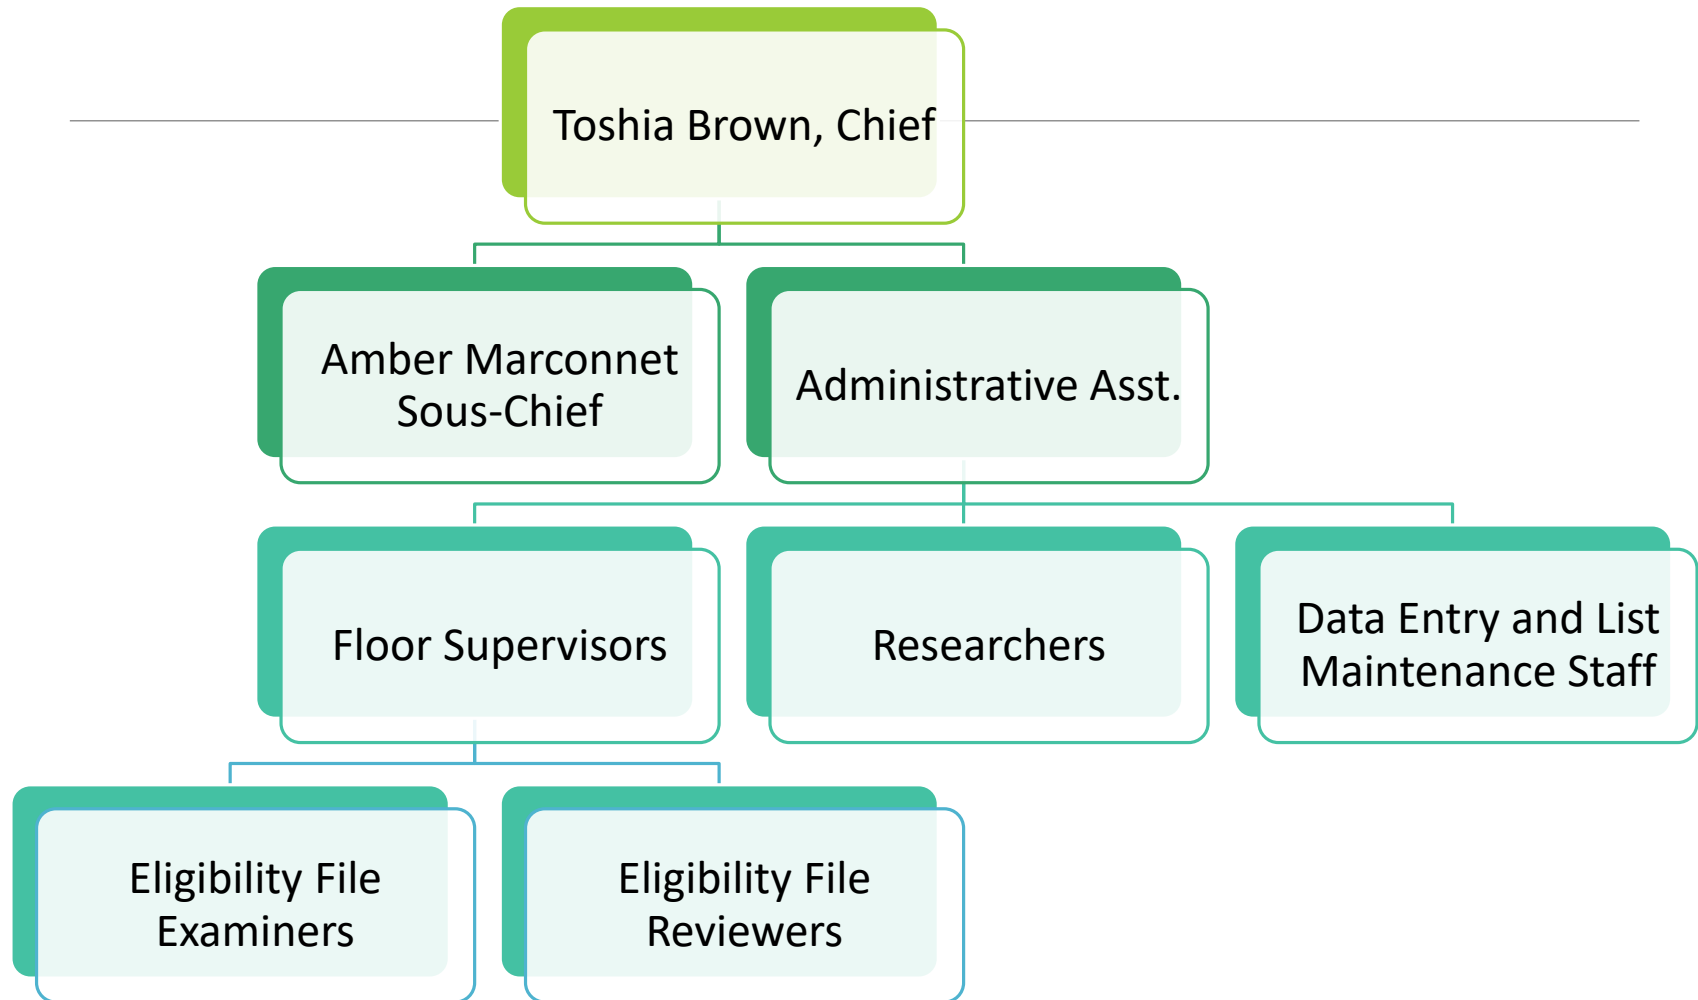 Toshia Brown, Chief
Amber Marconnet
Sous-Chief
Administrative Asst.
Floor Supervisors
Researchers
Data Entry and List
Maintenance Staff
Eligibility File
Examiners
Eligibility File
Reviewers